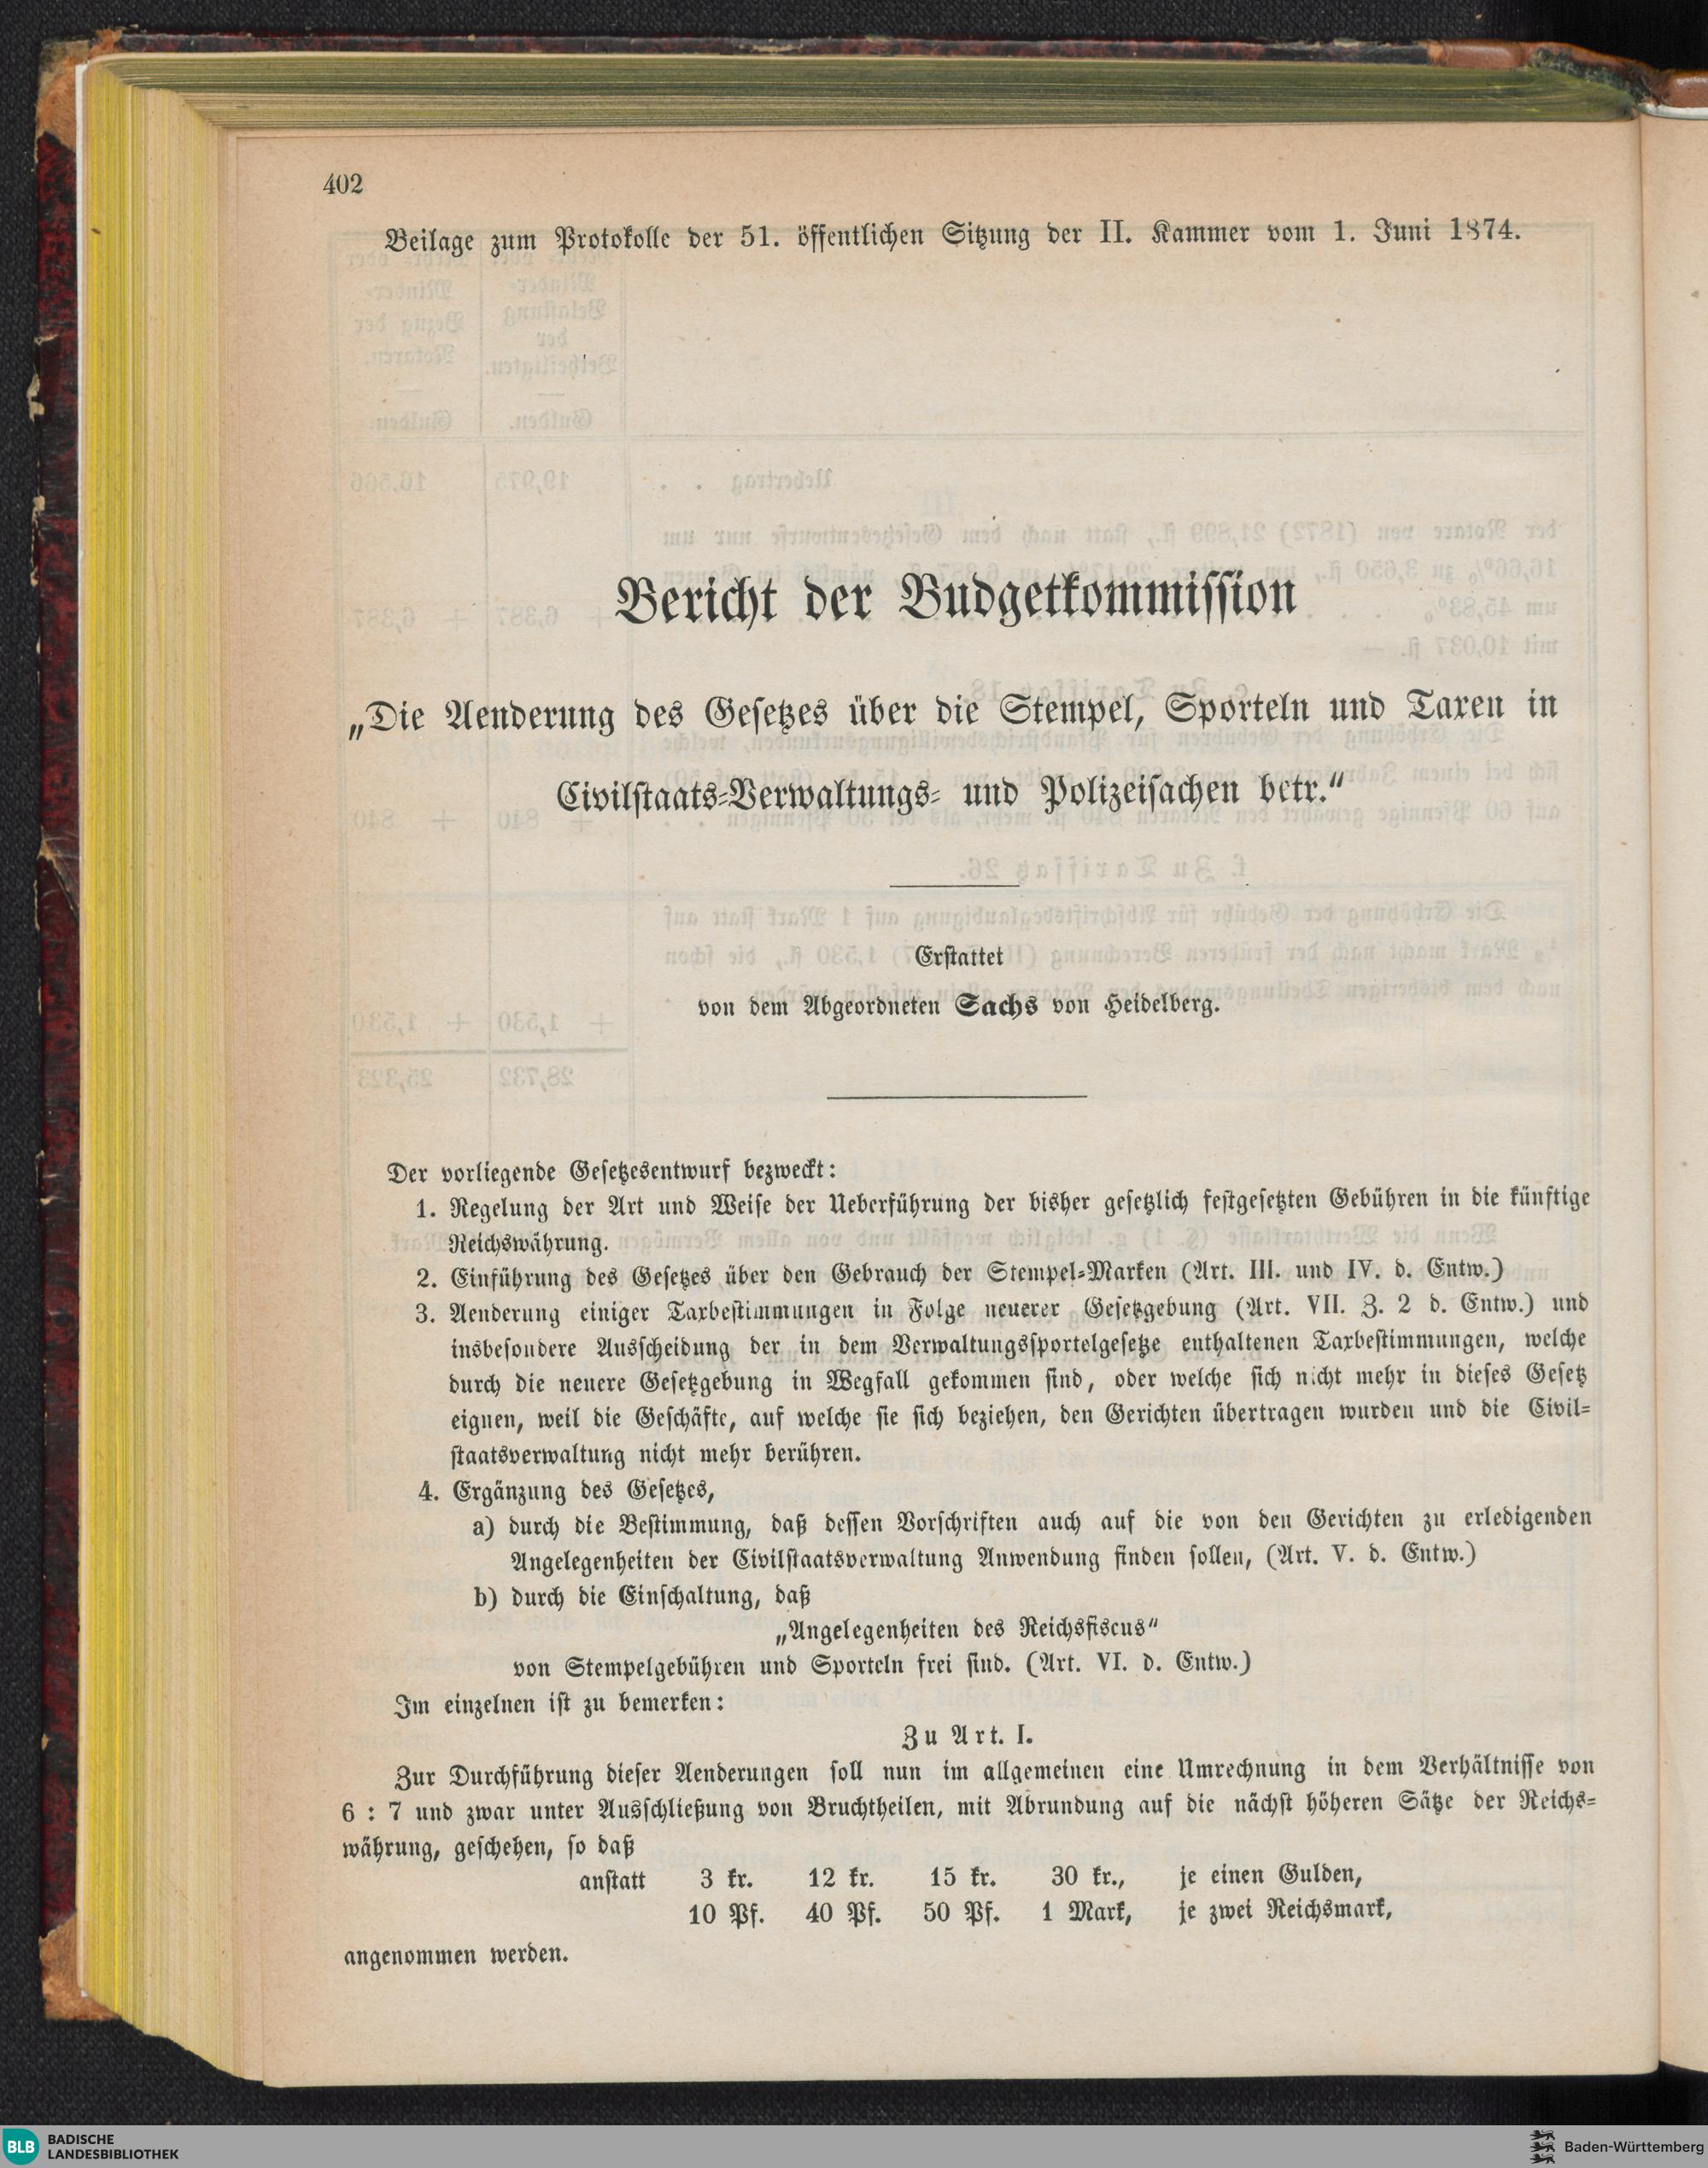 402
Beilage zum Protokolle der 51. öffentlichen Sitzung der II. Kammer vom 1. Juni 1874.
Bericht der Budgetkommission
„Die Aenderung des Gesetzes über die Stempel, Sporteln und Taxen in
Civilstaats-Verwaltungs- und Polizeisachen betr.“
Erstattet
von dem Abgeordneten Sachs von Heidelberg.
Der vorliegende Gesetzesentwurf bezweckt:
1. Regelung der Art und Weise der Ueberführung der bisher gesetzlich festgesetzten Gebühren in die künftige
Reichswährung.
2. Einführung des Gesetzes über den Gebrauch der Stempel-Marken (Art. III. und IV. d. Entw.)
3. Aenderung einiger Taxbestimmungen in Folge neuerer Gesetzgebung (Art. VII. Z. 2 d. Entw.) und
insbesondere Ausscheidung der in dem Verwaltungssportelgesetze enthaltenen Taxbestimmungen, welche
durch die neuere Gesetzgebung in Wegfall gekommen sind, oder welche sich nicht mehr in dieses Gesetz
eignen, weil die Geschäfte, auf welche sie sich beziehen, den Gerichten übertragen wurden und die Civil-
staatsverwaltung nicht mehr berühren.
4. Ergänzung des Gesetzes,
a) durch die Bestimmung, daß dessen Vorschriften auch auf die von den Gerichten zu erledigenden
Angelegenheiten der Civilstaatsverwaltung Anwendung finden sollen, (Art. V. d. Entw.)
b) durch die Einschaltung, daß
„Angelegenheiten des Reichsfiscus“
von Stempelgebühren und Sporteln frei sind. (Art. VI. d. Entw.)
Im einzelnen ist zu bemerken:
Zu Art. I.
Zur Durchführung dieser Aenderungen soll nun im allgemeinen eine Umrechnung in dem Verhältnisse von
6 : 7 und zwar unter Ausschließung von Bruchtheilen, mit Abrundung auf die nächst höheren Sätze der Reichs-
währung, geschehen, so daß
anstatt 3 kr. 12 kr. 15 kr. 30 kr., je einen Gulden,
10 Pf. 40 Pf. 50 Pf. 1 Mark, je zwei Reichsmark,
angenommen werden.
BLB BADISCHE
LANDESBIBLIOTHEK
Baden-Württemberg